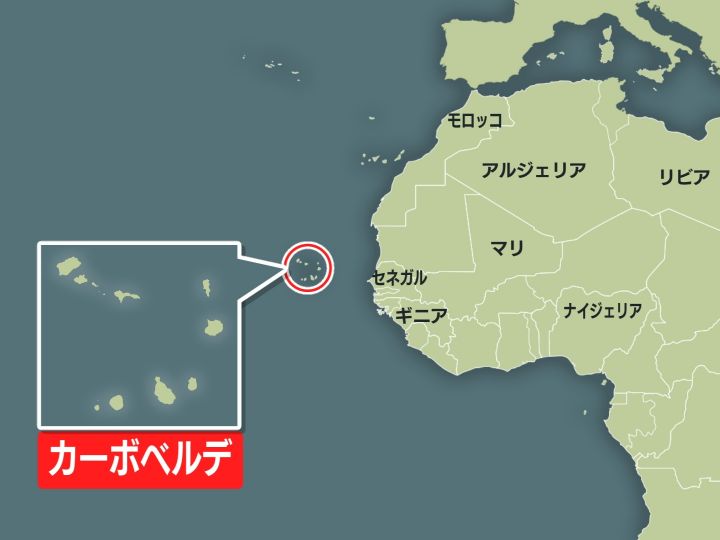 モロッコ
アルジェリア
リビア
マリ
セネガル
ギニア
ナイジェリア
カーボベルデ